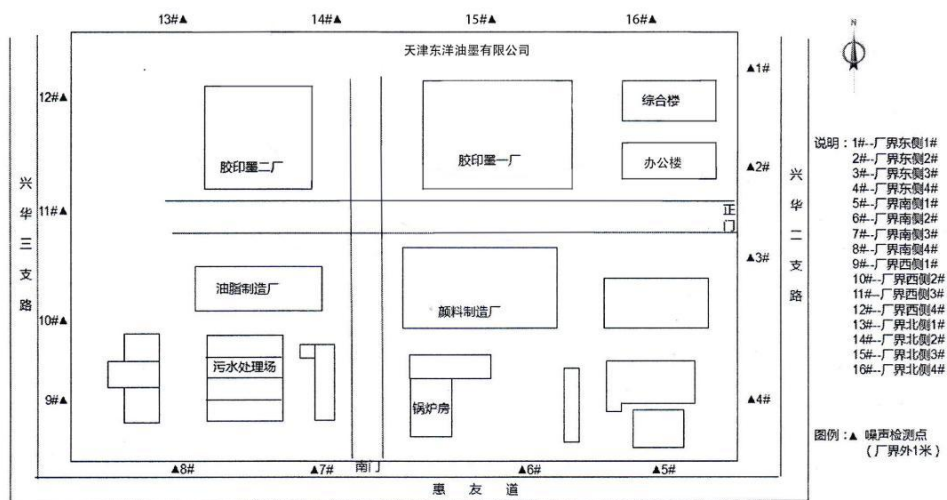 13#▲
14#▲
15#▲
16#▲
N
天津东洋油墨有限公司
▲1#
12#▲
综合楼
胶印墨二厂
胶印墨一厂
办公楼
▲2#
兴华三支路
11#▲
正门
兴华二支路
▲3#
油脂制造厂
颜料制造厂
10#▲
污水处理场
锅炉房
9#▲
▲4#
南门
▲8#
▲7#
▲6#
▲5#
惠友道
说明：1#--厂界东侧1#
2#--厂界东侧2#
3#--厂界东侧3#
4#--厂界东侧4#
5#--厂界南侧1#
6#--厂界南侧2#
7#--厂界南侧3#
8#--厂界南侧4#
9#--厂界西侧1#
10#--厂界西侧2#
11#--厂界西侧3#
12#--厂界西侧4#
13#--厂界北侧1#
14#--厂界北侧2#
15#--厂界北侧3#
16#--厂界北侧4#
图例：▲ 噪声检测点
（厂界外1米）